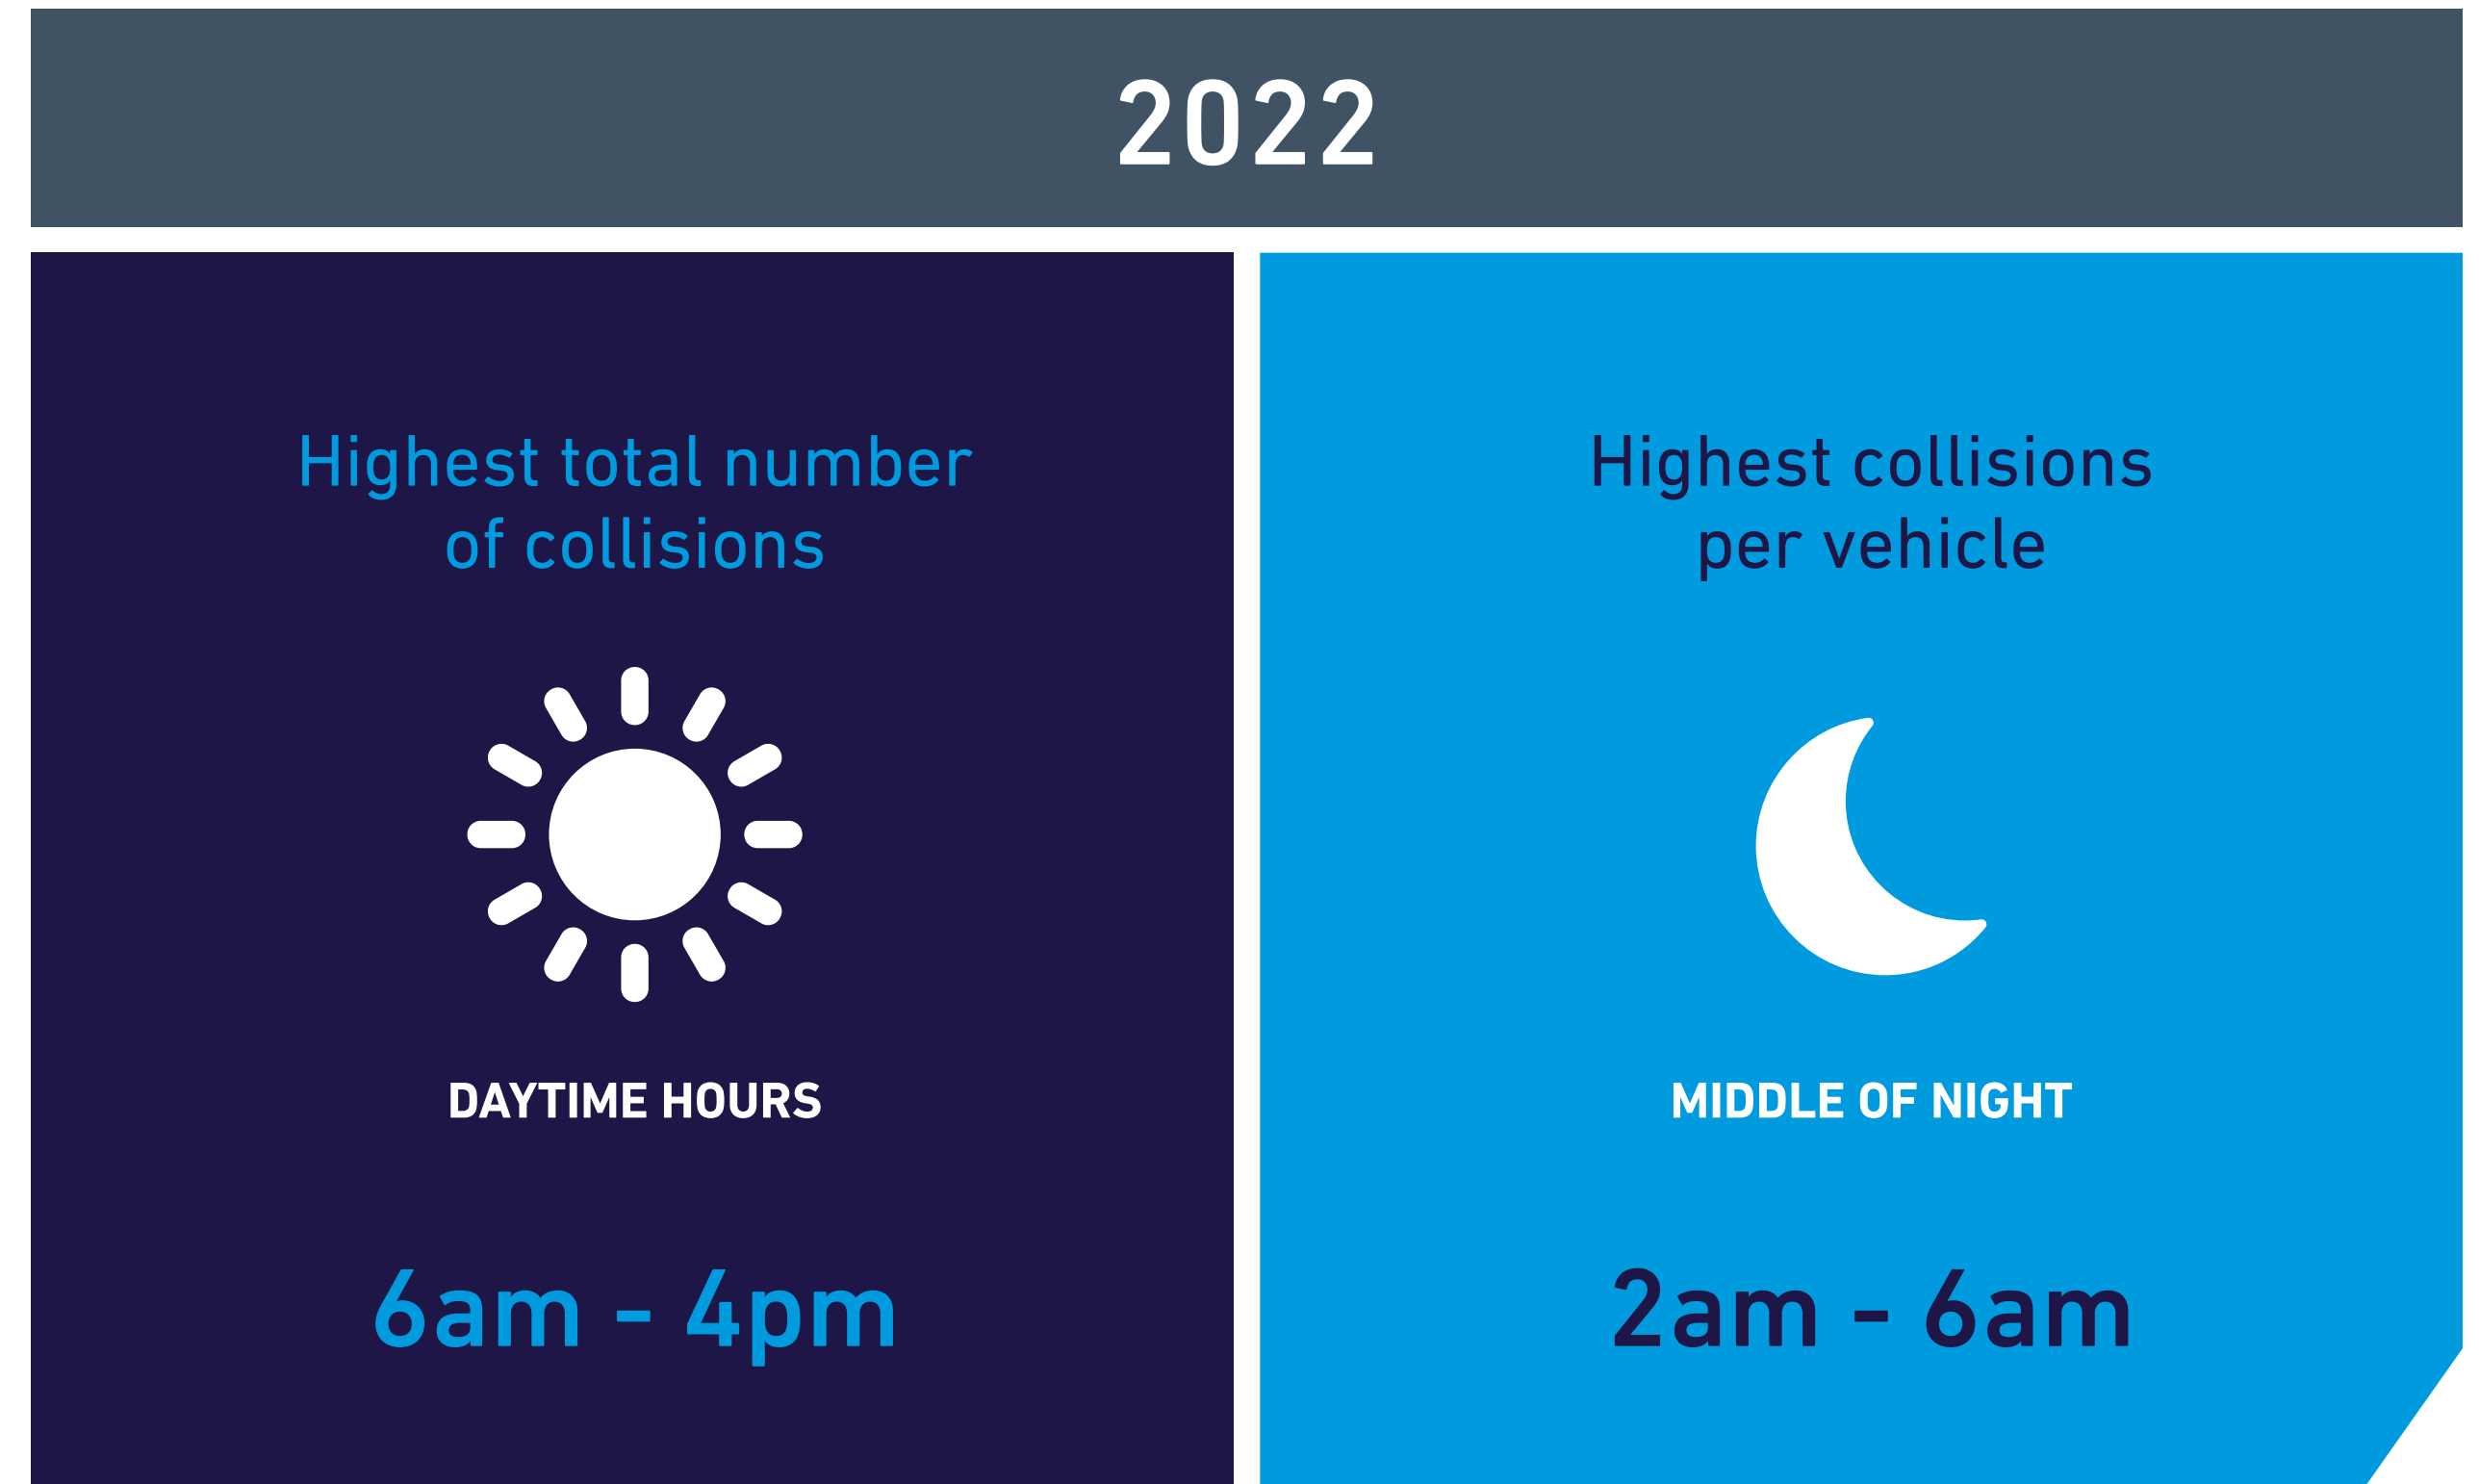 2022
Highest total number
of collisions
DAYTIME HOURS
6am - 4pm
Highest collisions
per vehicle
MIDDLE OF NIGHT
2am - 6am